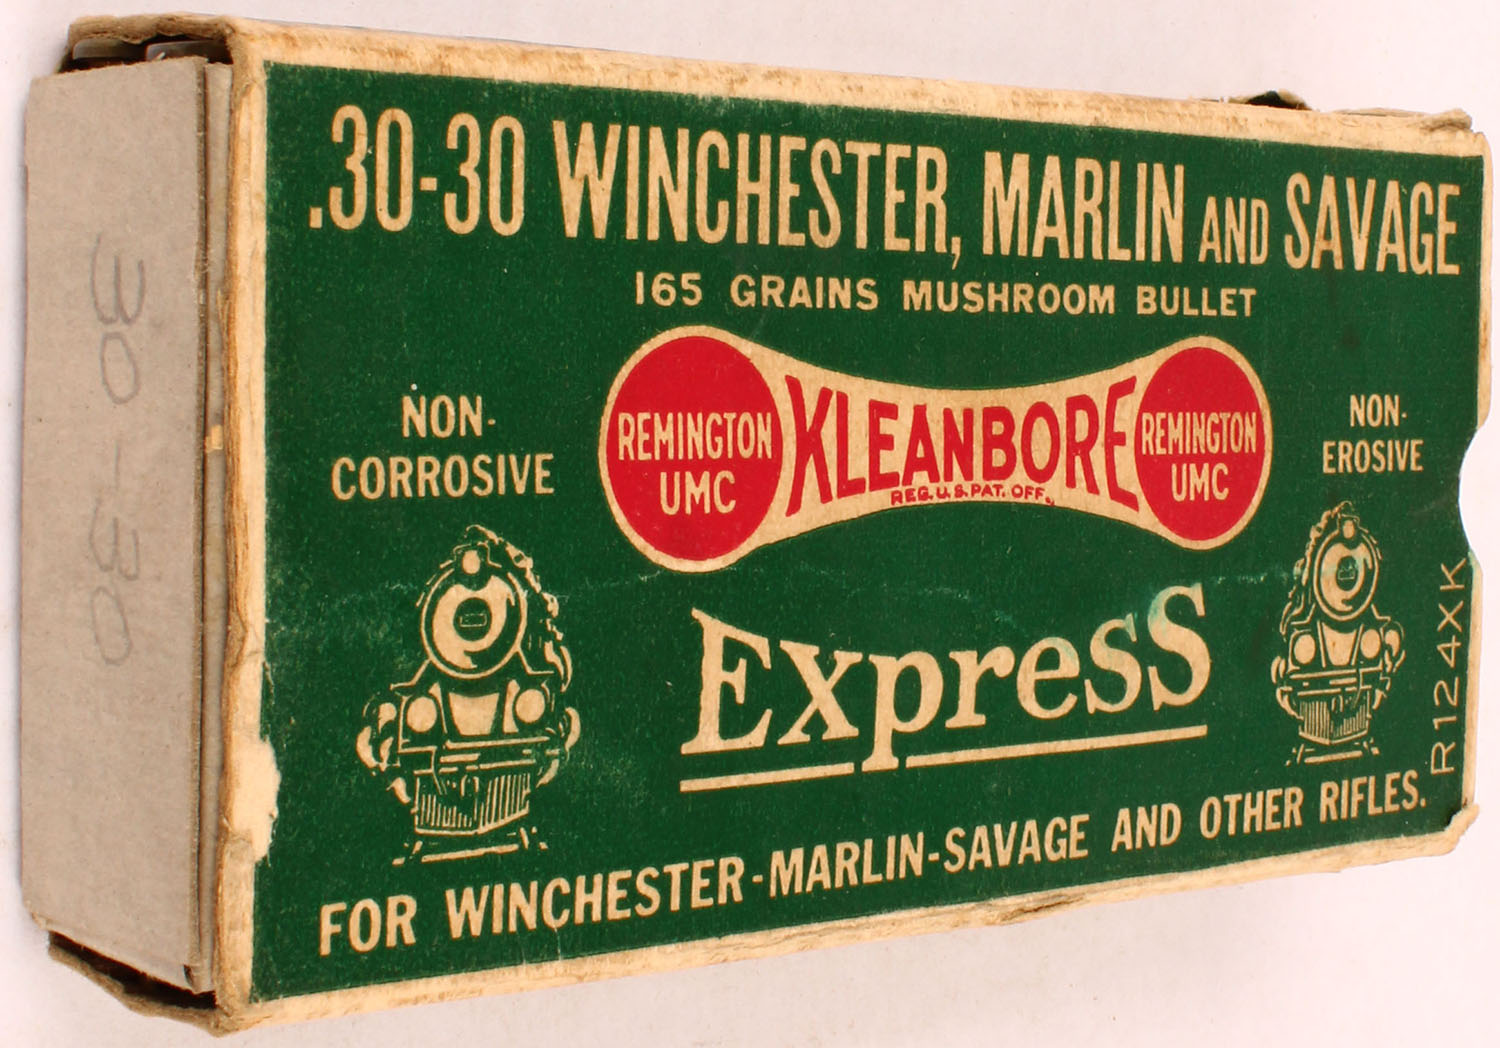 .30-30 WINCHESTER, MARLIN AND SAVAGE
165 GRAINS MUSHROOM BULLET
NON-
CORROSIVE
REMINGTON
UMC
KLEANBORE
REG. U.S. PAT. OFF.
REMINGTON
UMC
NON-
EROSIVE
Express
R124XK
FOR WINCHESTER-MARLIN-SAVAGE AND OTHER RIFLES.
30-30